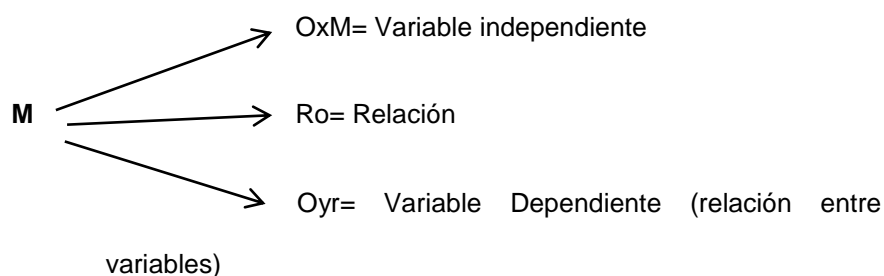 OxM= Variable independiente
M
Ro= Relación
Oyr= Variable Dependiente (relación entre
variables)